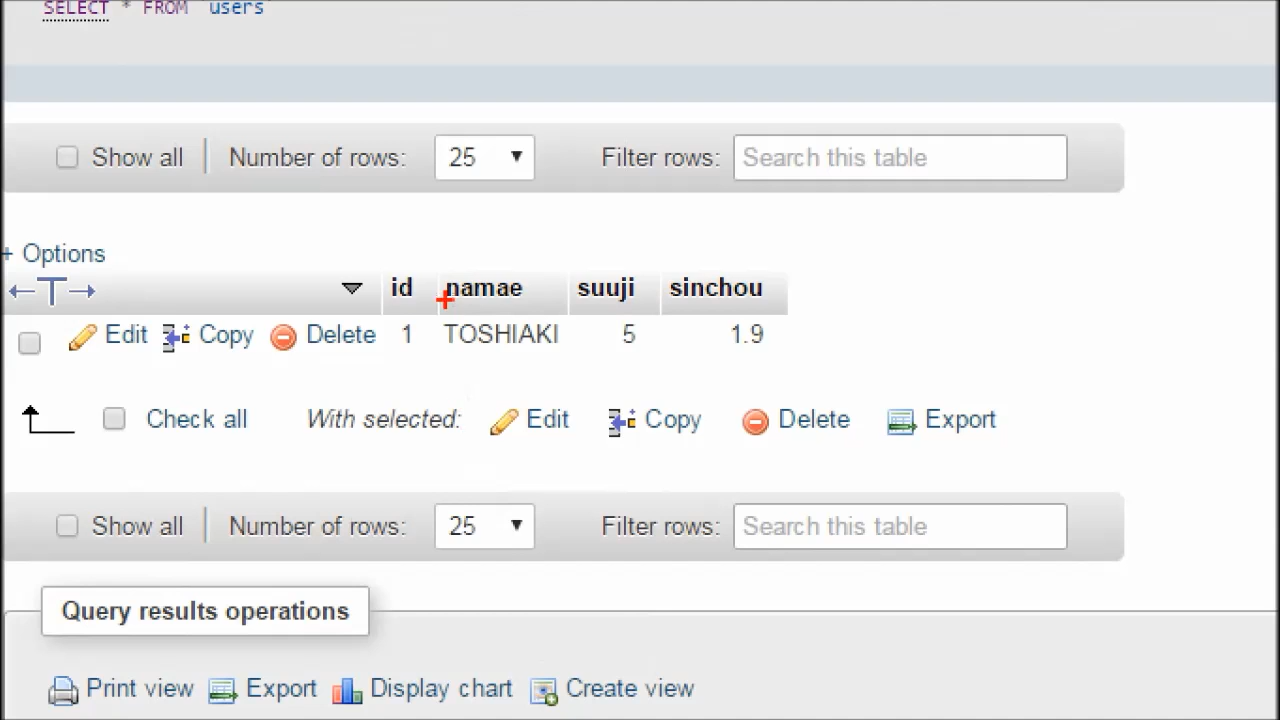 SELECT * FROM `users`
Show all Number of rows: 25 Filter rows: Search this table
+ Options
id namae suuji sinchou
Edit Copy Delete 1 TOSHIAKI 5 1.9
Check all With selected: Edit Copy Delete Export
Show all Number of rows: 25 Filter rows: Search this table
Query results operations
Print view Export Display chart Create view